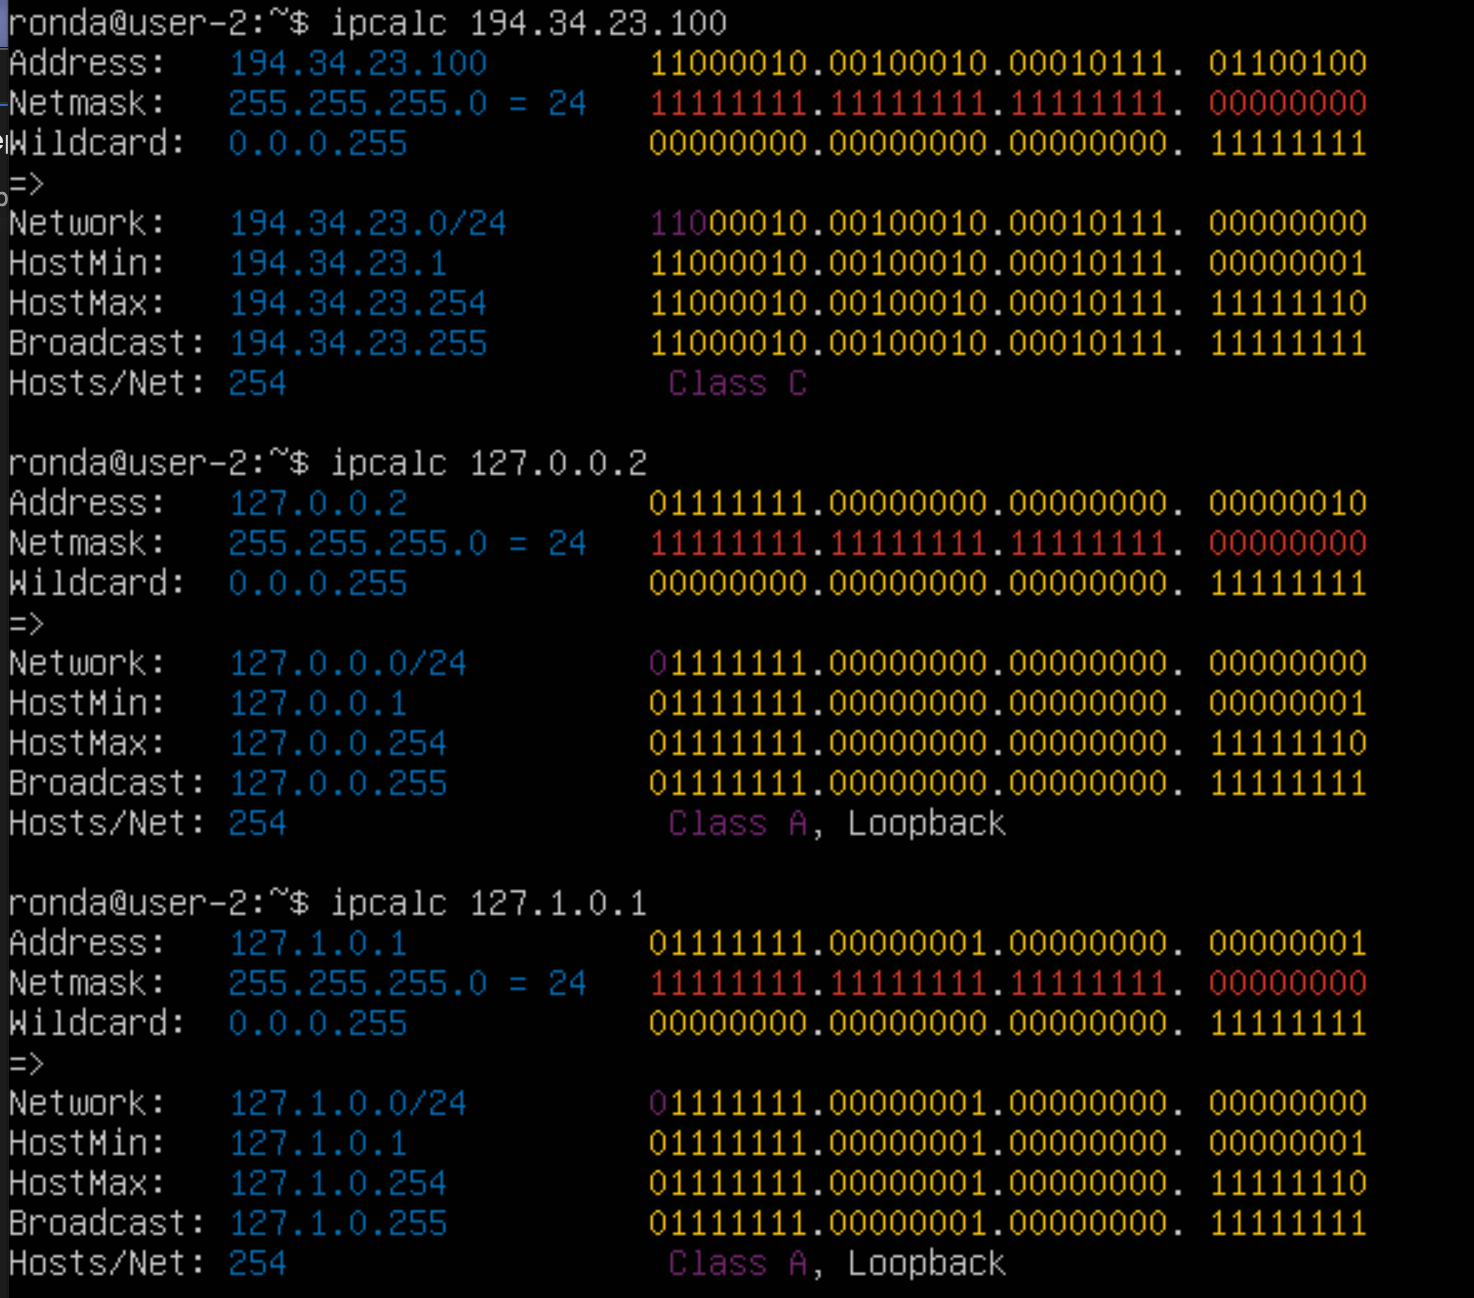 ronda@user-2:~$ ipcalc 194.34.23.100
Address:   194.34.23.100        11000010.00100010.00010111. 01100100
Netmask:   255.255.255.0 = 24   11111111.11111111.11111111. 00000000
Wildcard:  0.0.0.255            00000000.00000000.00000000. 11111111
=>
Network:   194.34.23.0/24       11000010.00100010.00010111. 00000000
HostMin:   194.34.23.1          11000010.00100010.00010111. 00000001
HostMax:   194.34.23.254        11000010.00100010.00010111. 11111110
Broadcast: 194.34.23.255        11000010.00100010.00010111. 11111111
Hosts/Net: 254                   Class C
ronda@user-2:~$ ipcalc 127.0.0.2
Address:   127.0.0.2            01111111.00000000.00000000. 00000010
Netmask:   255.255.255.0 = 24   11111111.11111111.11111111. 00000000
Wildcard:  0.0.0.255            00000000.00000000.00000000. 11111111
=>
Network:   127.0.0.0/24         01111111.00000000.00000000. 00000000
HostMin:   127.0.0.1            01111111.00000000.00000000. 00000001
HostMax:   127.0.0.254          01111111.00000000.00000000. 11111110
Broadcast: 127.0.0.255          01111111.00000000.00000000. 11111111
Hosts/Net: 254                   Class A, Loopback
ronda@user-2:~$ ipcalc 127.1.0.1
Address:   127.1.0.1            01111111.00000001.00000000. 00000001
Netmask:   255.255.255.0 = 24   11111111.11111111.11111111. 00000000
Wildcard:  0.0.0.255            00000000.00000000.00000000. 11111111
=>
Network:   127.1.0.0/24         01111111.00000001.00000000. 00000000
HostMin:   127.1.0.1            01111111.00000001.00000000. 00000001
HostMax:   127.1.0.254          01111111.00000001.00000000. 11111110
Broadcast: 127.1.0.255          01111111.00000001.00000000. 11111111
Hosts/Net: 254                   Class A, Loopback